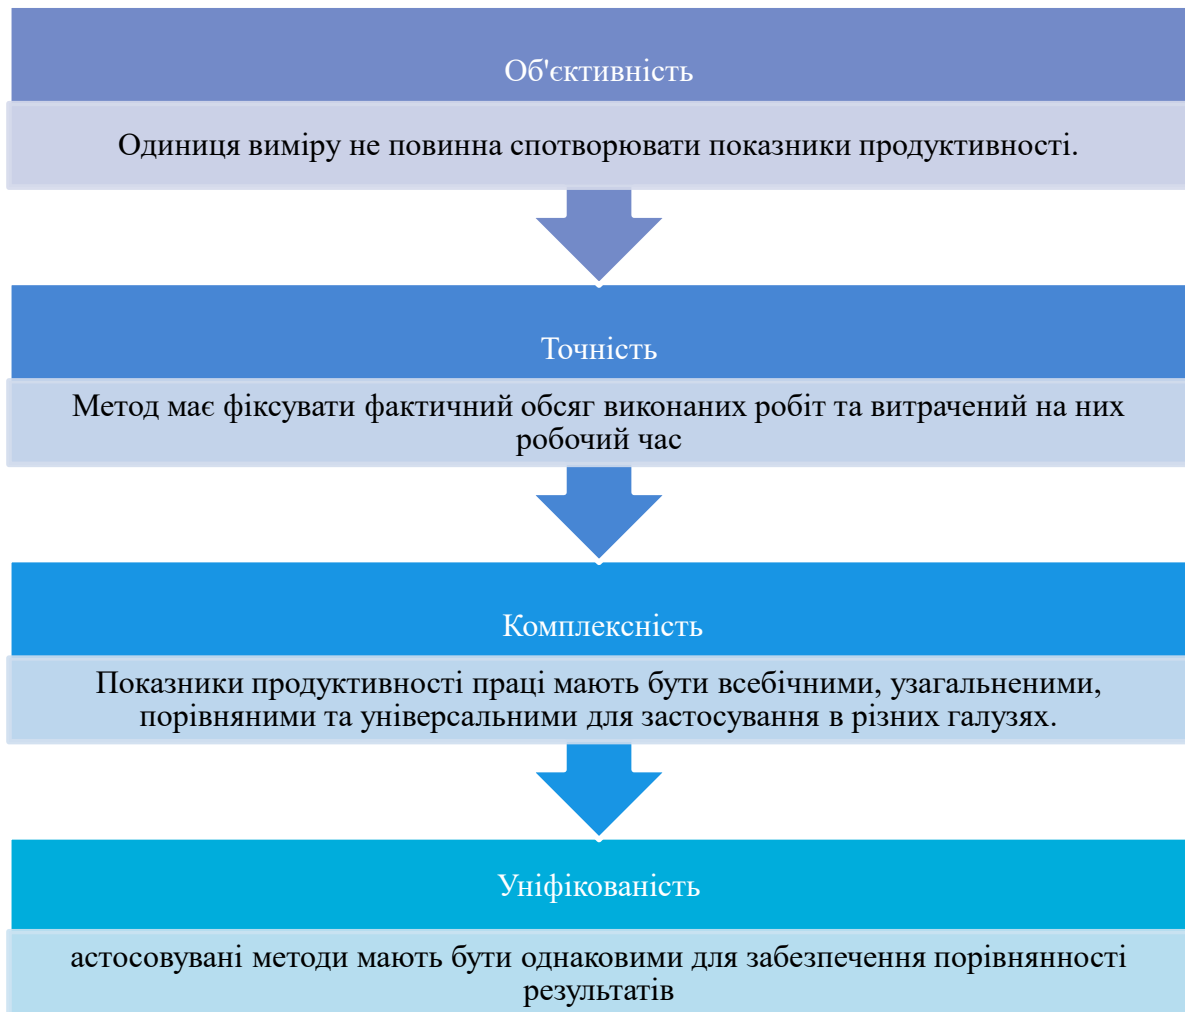 Об'єктивність
Одиниця виміру не повинна спотворювати показники продуктивності.
Точність
Метод має фіксувати фактичний обсяг виконаних робіт та витрачений на них
робочий час
Комплексність
Показники продуктивності праці мають бути всебічними, узагальненими,
порівняними та універсальними для застосування в різних галузях.
Уніфікованість
астосовувані методи мають бути однаковими для забезпечення порівнянності
результатів